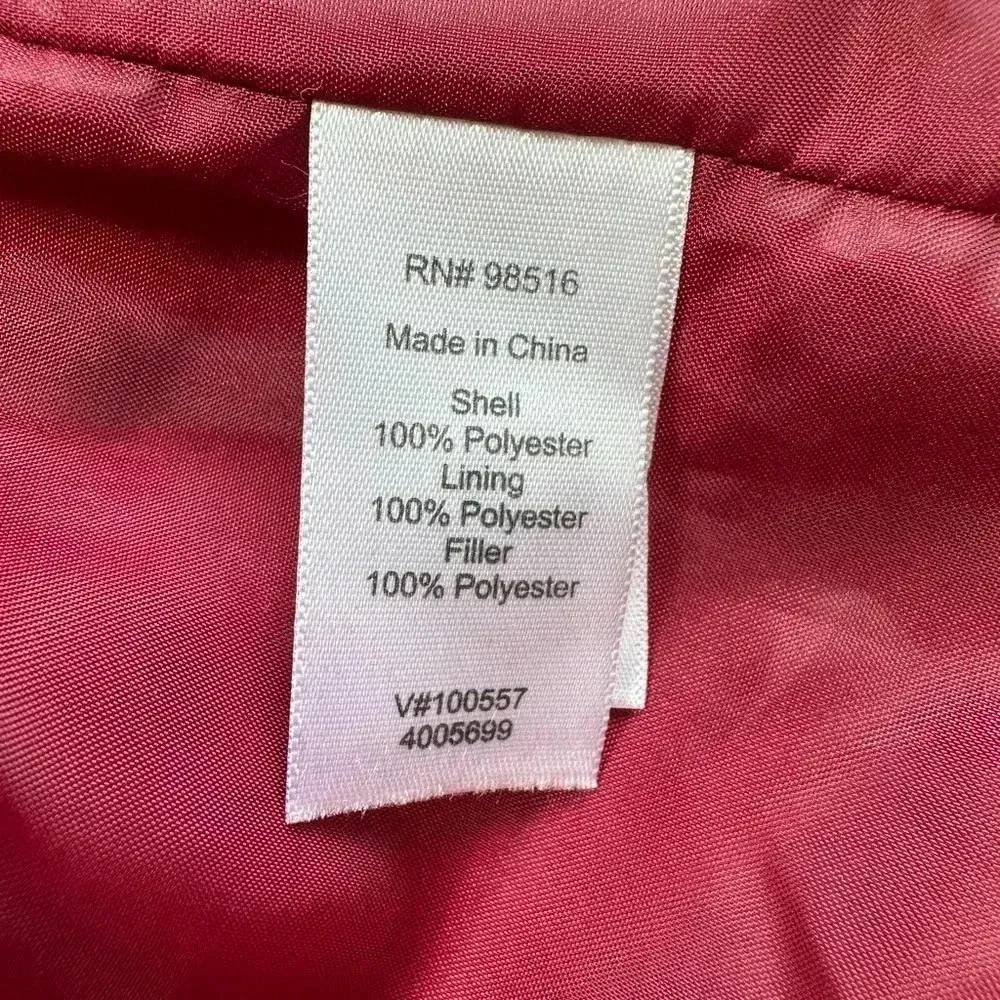 RN# 98516
Made in China
Shell
100% Polyester
Lining
100% Polyester
Filler
100% Polyester
V#100557
4005699